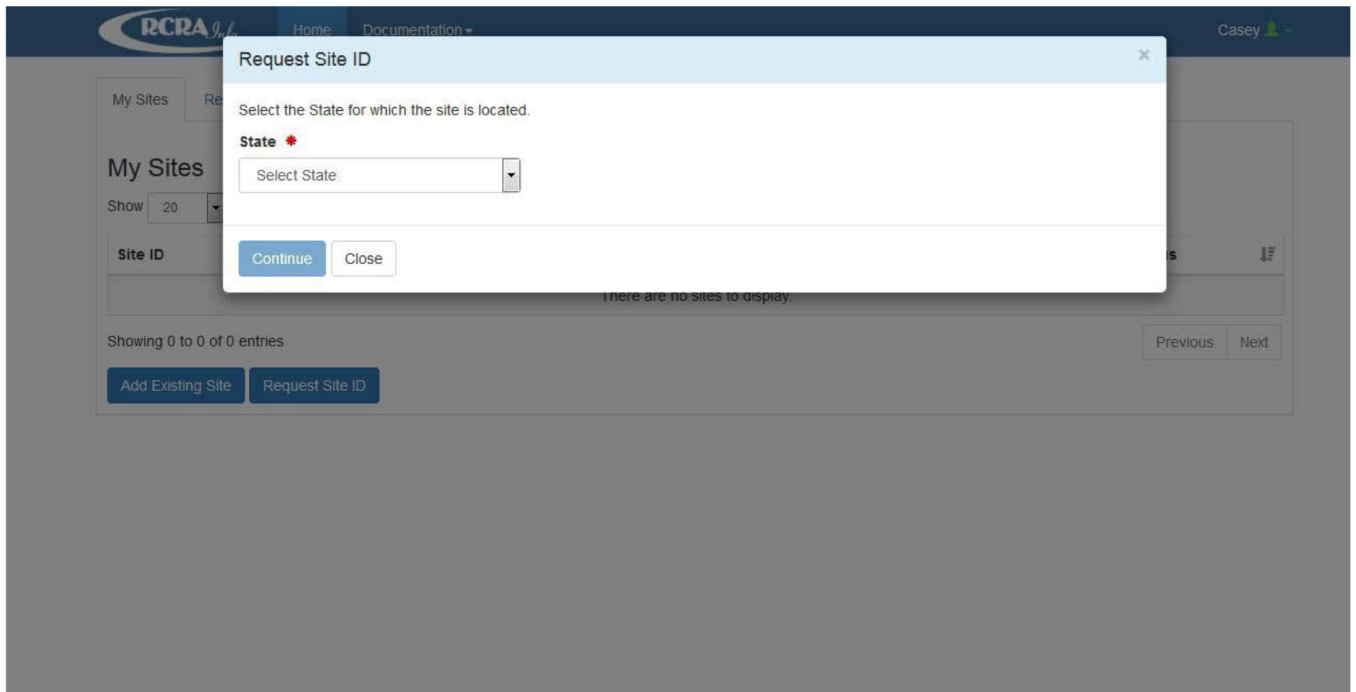 RCRA
Home
Documentation
Casey
Request Site ID
×
My Sites
Re
Select the State for which the site is located.
State *
My Sites
Select State
Show 20
Site ID
Continue
Close
s
There are no sites to display.
Showing 0 to 0 of 0 entries
Previous
Next
Add Existing Site
Request Site ID